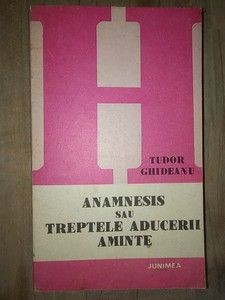 TUDOR
GHIDEANU
ANAMNESIS
SAU
TREPTELE ADUCERII
AMINTE
JUNIMEA